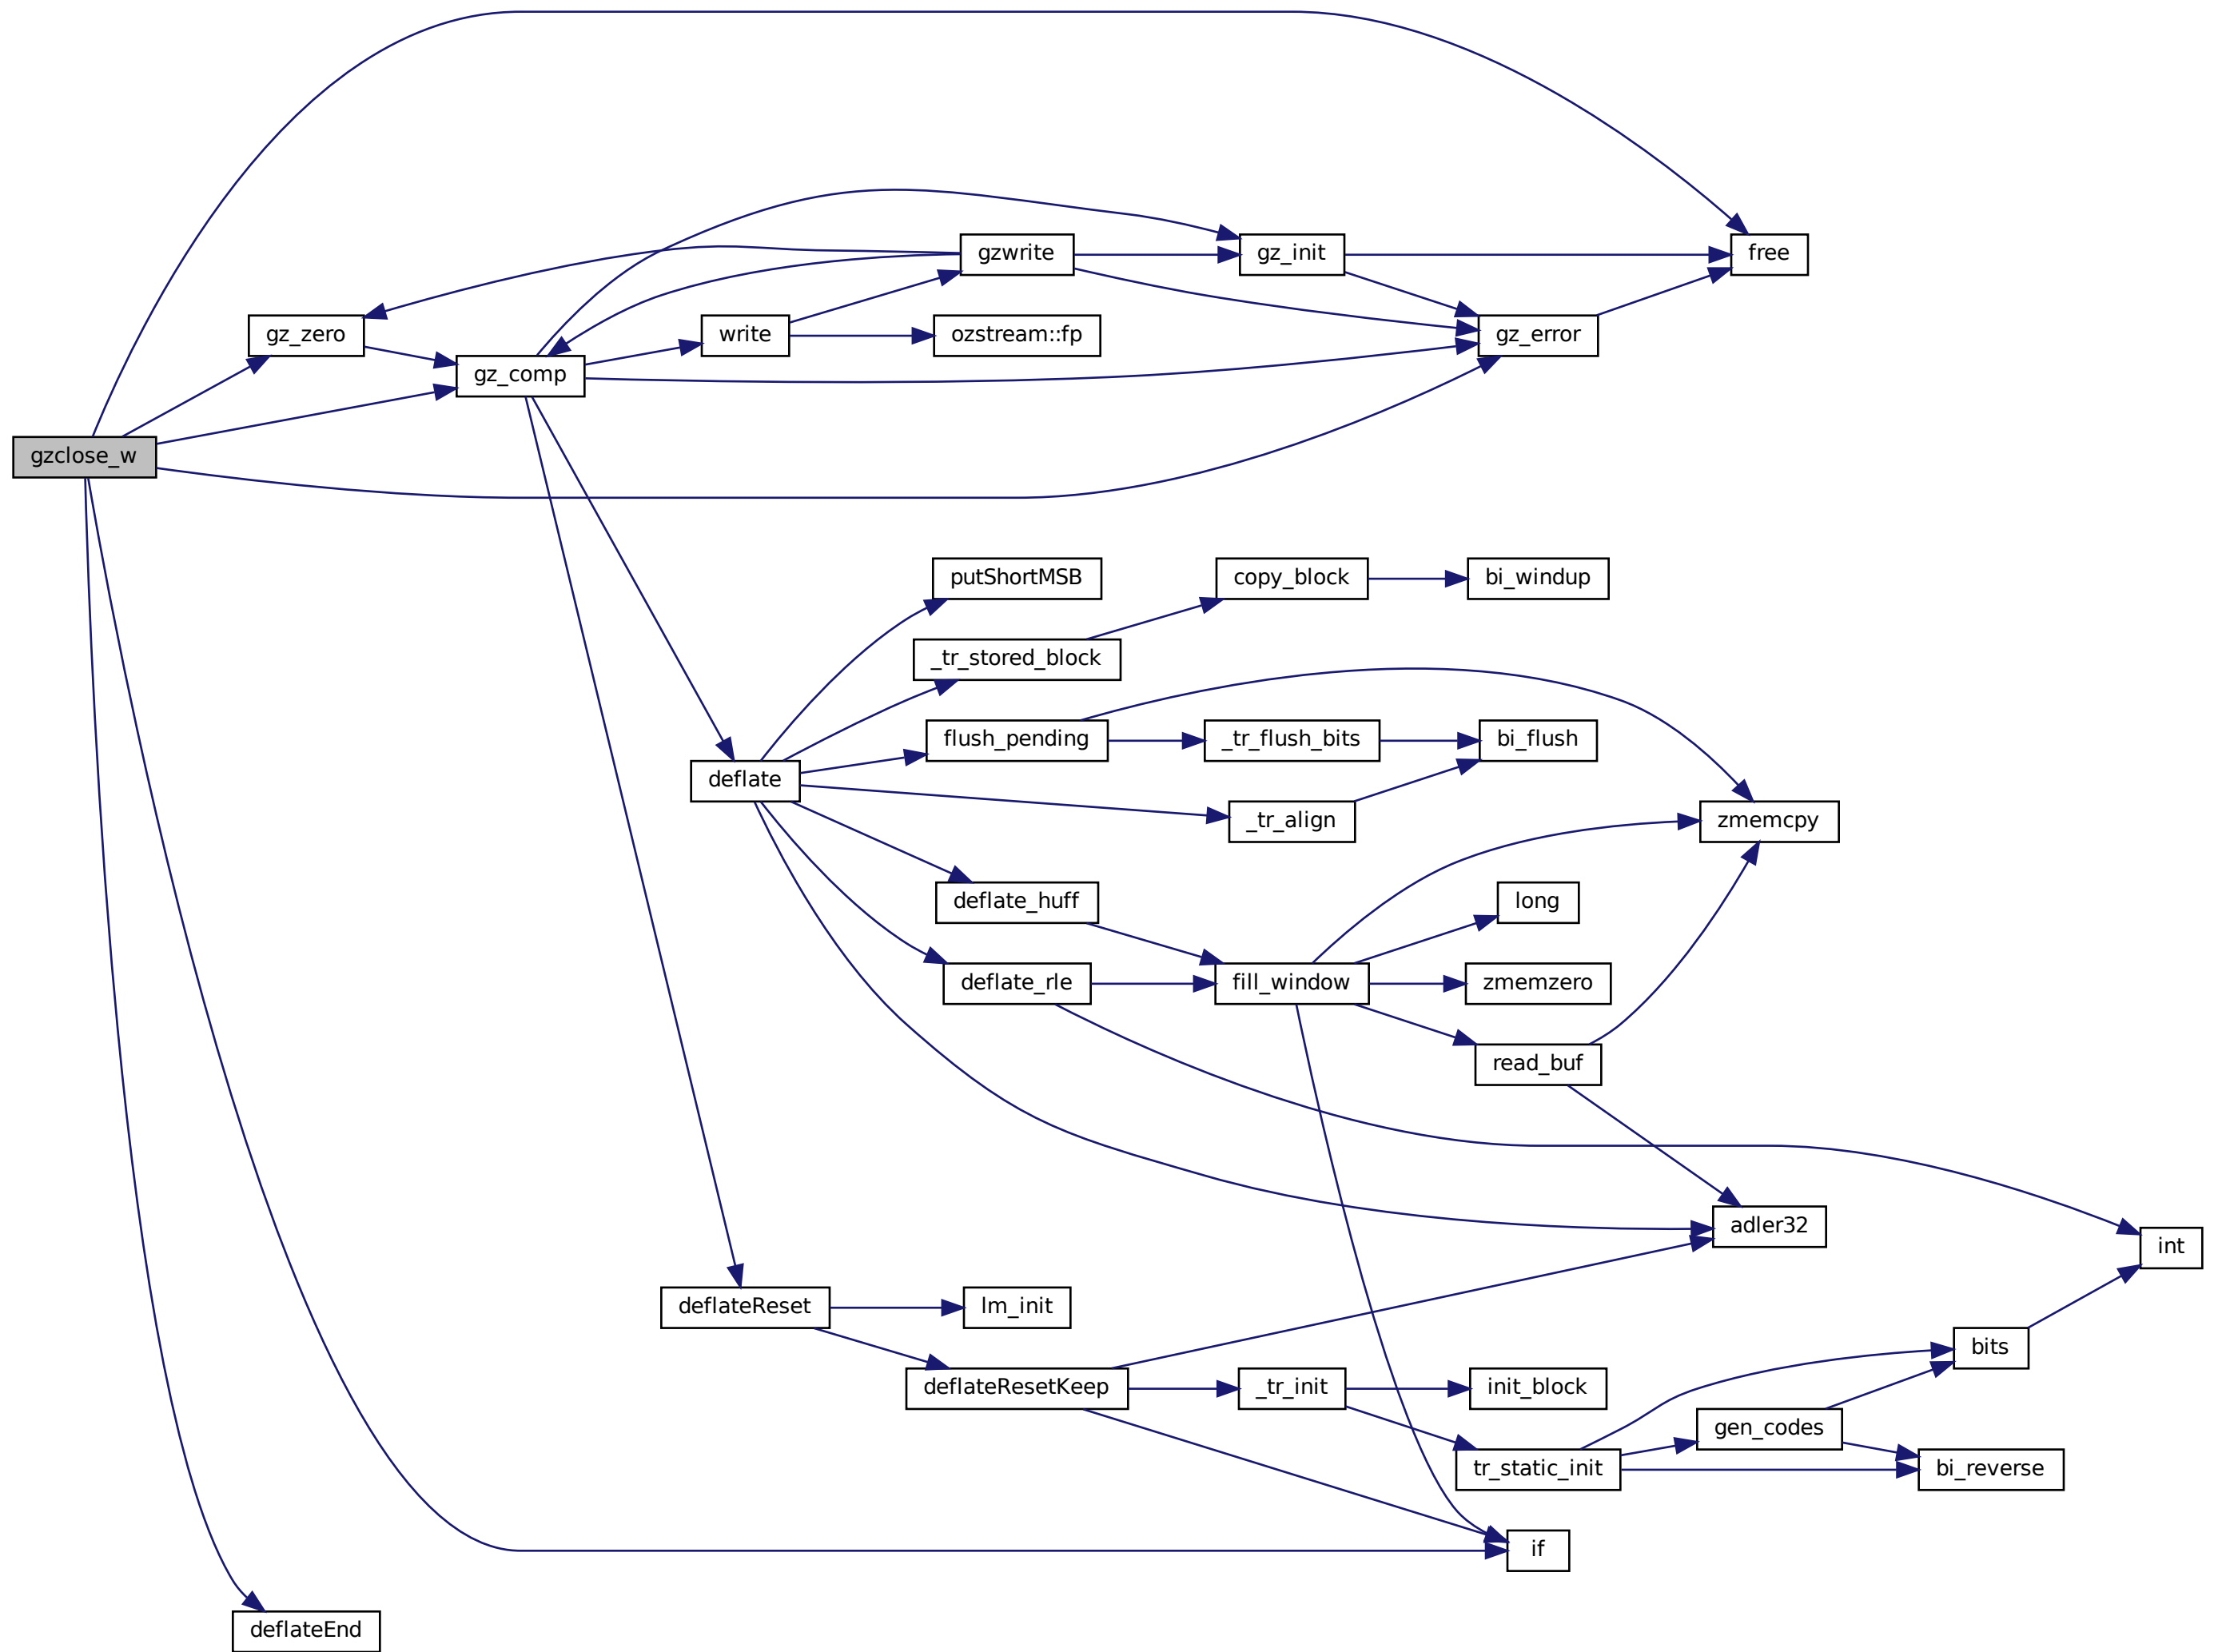 gzwrite
gz_init
free
gz_zero
write
ozstream::fp
gz_error
gz_comp
gzclose_w
putShortMSB
copy_block
bi_windup
_tr_stored_block
flush_pending
_tr_flush_bits
bi_flush
deflate
_tr_align
zmemcpy
deflate_huff
long
deflate_rle
fill_window
zmemzero
read_buf
adler32
int
deflateReset
lm_init
bits
deflateResetKeep
_tr_init
init_block
gen_codes
tr_static_init
bi_reverse
if
deflateEnd